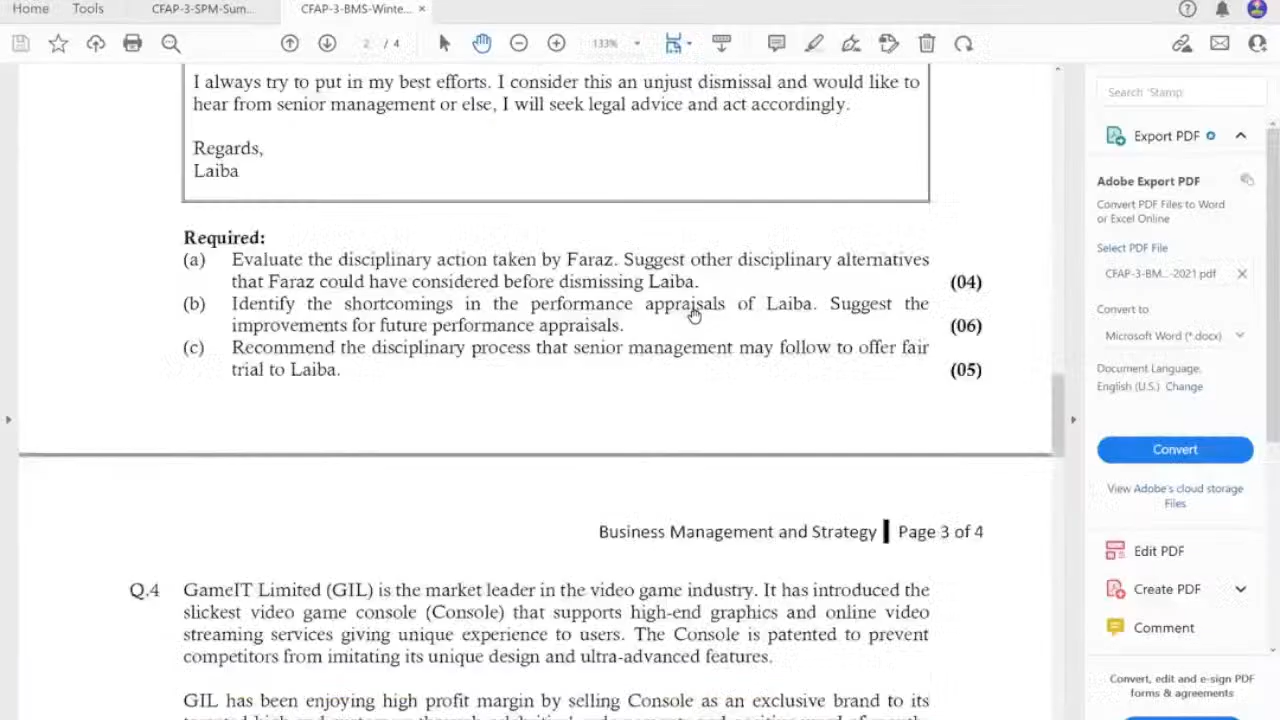 Home Tools CFAP-3-SPM-Sum... CFAP-3-BMS-Winte... ×
2 / 4 133%
I always try to put in my best efforts. I consider this an unjust dismissal and would like to
hear from senior management or else, I will seek legal advice and act accordingly.
Regards,
Laiba
Required:
(a) Evaluate the disciplinary action taken by Faraz. Suggest other disciplinary alternatives
that Faraz could have considered before dismissing Laiba. (04)
(b) Identify the shortcomings in the performance appraisals of Laiba. Suggest the
improvements for future performance appraisals. (06)
(c) Recommend the disciplinary process that senior management may follow to offer fair
trial to Laiba. (05)
Business Management and Strategy | Page 3 of 4
Q.4 GameIT Limited (GIL) is the market leader in the video game industry. It has introduced the
slickest video game console (Console) that supports high-end graphics and online video
streaming services giving unique experience to users. The Console is patented to prevent
competitors from imitating its unique design and ultra-advanced features.
GIL has been enjoying high profit margin by selling Console as an exclusive brand to its
Search 'Stamp
Export PDF
Adobe Export PDF
Convert PDF Files to Word
or Excel Online
Select PDF File
CFAP-3-BM...-2021 pdf ×
Convert to
Microsoft Word (*.docx)
Document Language:
English (U.S.) Change
Convert
View Adobe's cloud storage
Files
Edit PDF
Create PDF
Comment
Convert, edit and e-sign PDF
forms & agreements